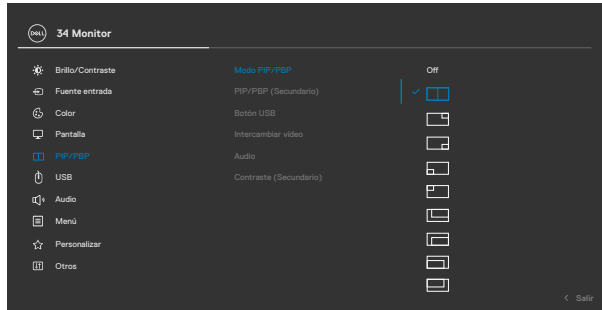 DELL 34 Monitor
Brillo/Contraste Modo PIP/PBP Off
Fuente entrada PIP/PBP (Secundario)
Color Botón USB
Pantalla Intercambiar vídeo
PIP/PBP Audio
USB Contraste (Secundario)
Audio
Menú
Personalizar
Otros
Salir